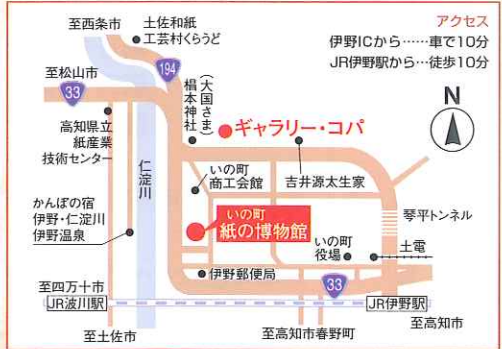 至西条市
土佐和紙
工芸村くらうど
アクセス
伊野ICから……車で10分
JR伊野駅から…徒歩10分
194
至松山市
33
(大国さま)
椙本神社
ギャラリー・コパ
N
高知県立
紙産業
技術センター
仁淀川
いの町
商工会館
吉井源太生家
かんぽの宿
伊野・仁淀川
伊野温泉
いの町
紙の博物館
琴平トンネル
いの町
役場
土電
伊野郵便局
33
至四万十市
JR波川駅
JR伊野駅
至土佐市
至高知市春野町
至高知市